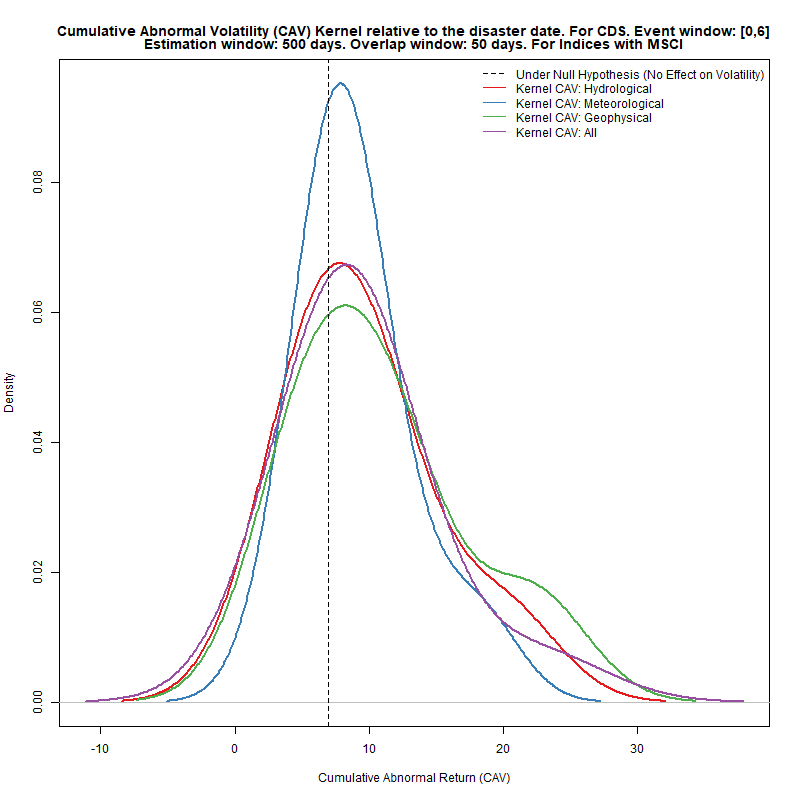 Cumulative Abnormal Volatility (CAV) Kernel relative to the disaster date. For CDS. Event window: [0,6]
Estimation window: 500 days. Overlap window: 50 days. For Indices with MSCI
Under Null Hypothesis (No Effect on Volatility)
Kernel CAV: Hydrological
Kernel CAV: Meteorological
Kernel CAV: Geophysical
Kernel CAV: All
Density
0.08
0.06
0.04
0.02
0.00
-10 0 10 20 30
Cumulative Abnormal Return (CAV)